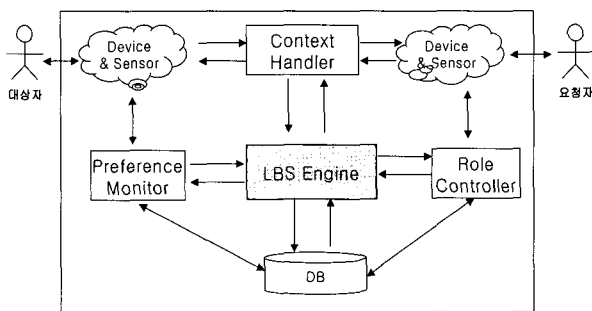 Device
& Sensor
Context
Handler
Device
& Sensor
대상자
요청자
Preference
Monitor
LBS Engine
Role
Controller
DB